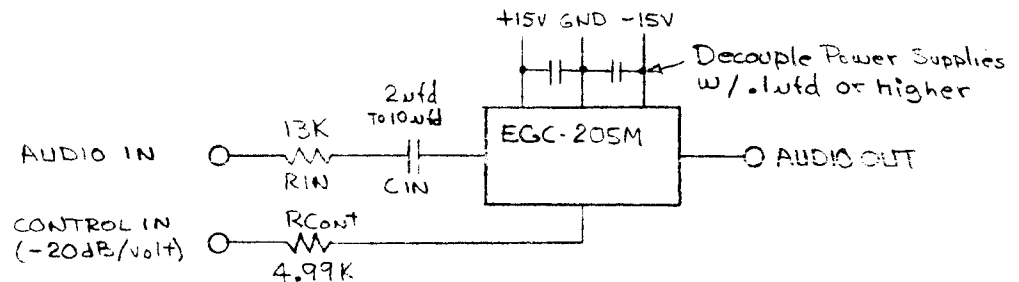 +15V GND -15V
Decouple Power Supplies
w/ .1ufd or higher
2ufd
TO 10ufd
13K
EGC-205M
AUDIO IN
RIN
CIN
AUDIO OUT
CONTROL IN
(-20dB/volt)
RCont
4.99K